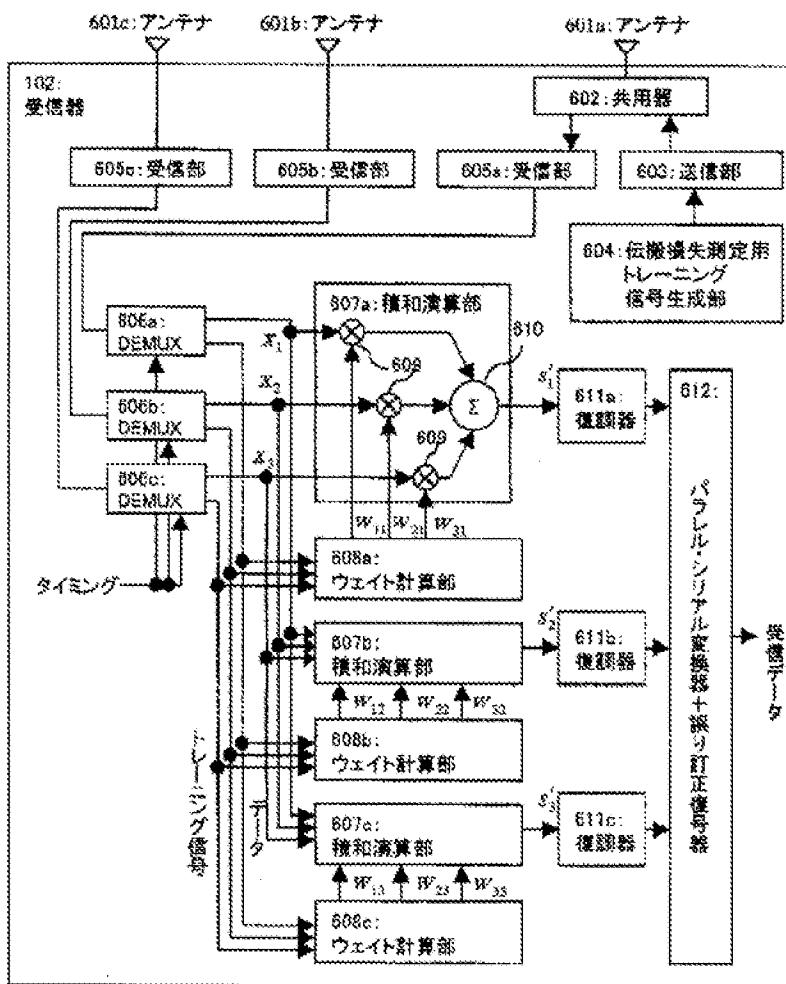 601c:アンテナ
601b:アンテナ
601a:アンテナ
102:
受信器
602:共用器
605c:受信部
605b:受信部
605a:受信部
603:送信部
604:伝搬損失測定用
トレーニング
信号生成部
607a:積和演算部
610
606a:
DEMUX
X1
609
X2
Σ
S'1
611a:
復調器
612:
606b:
DEMUX
609
X3
606c:
DEMUX
W11
W21
W31
タイミング
608a:
ウェイト計算部
607b:
積和演算部
S'2
611b:
復調器
パラレル・シリアル変換器+誤り訂正復号器
受信データ
W12
W22
W32
608b:
ウェイト計算部
トレーニング信号
データ
607c:
積和演算部
S'3
611c:
復調器
W13
W23
W33
608c:
ウェイト計算部